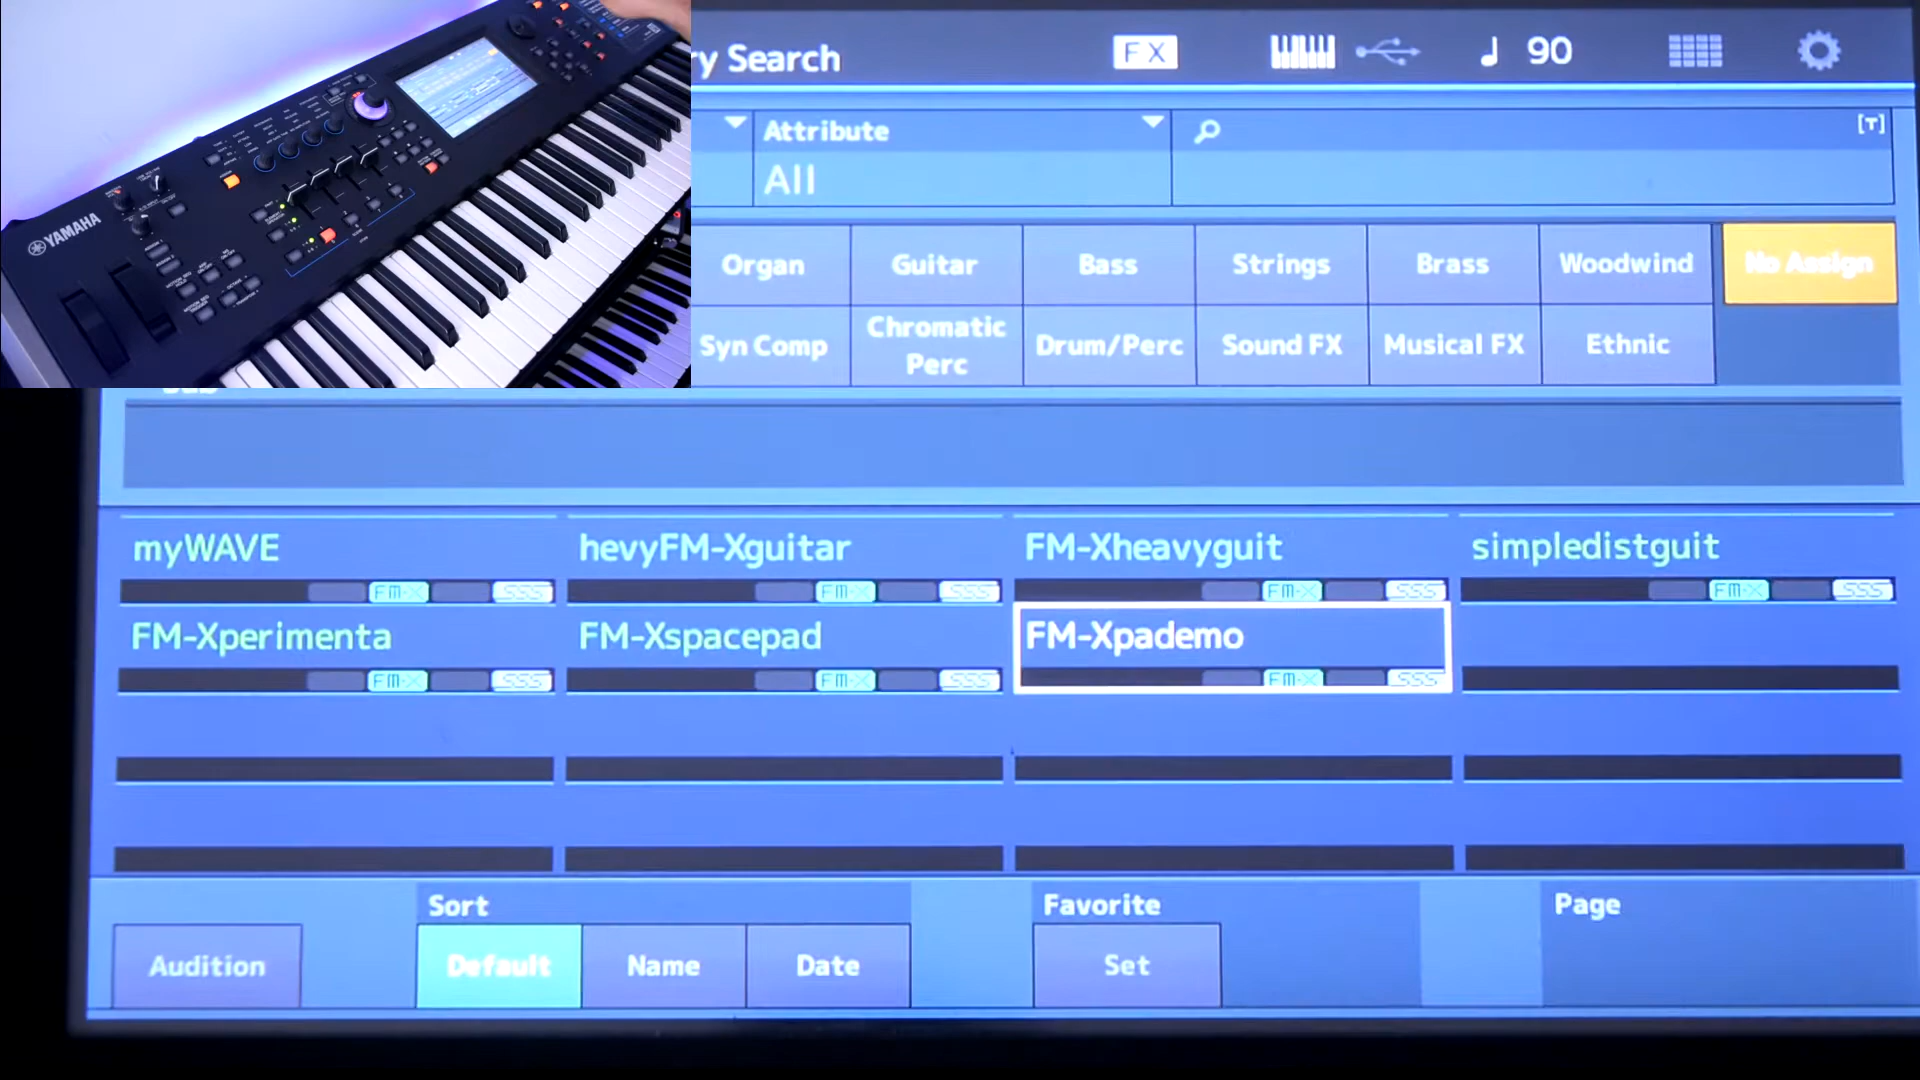 YAMAHA
ry Search
FX
90
Attribute
All
[T]
Organ
Guitar
Bass
Strings
Brass
Woodwind
No Assign
Syn Comp
Chromatic
Perc
Drum/Perc
Sound FX
Musical FX
Ethnic
myWAVE
hevyFM-Xguitar
FM-Xheavyguit
simpledistguit
FM-X
SSS
FM-X
SSS
FM-X
SSS
FM-X
SSS
FM-Xperimenta
FM-Xspacepad
FM-Xpademo
FM-X
SSS
FM-X
SSS
FM-X
SSS
Sort
Favorite
Page
Audition
Default
Name
Date
Set